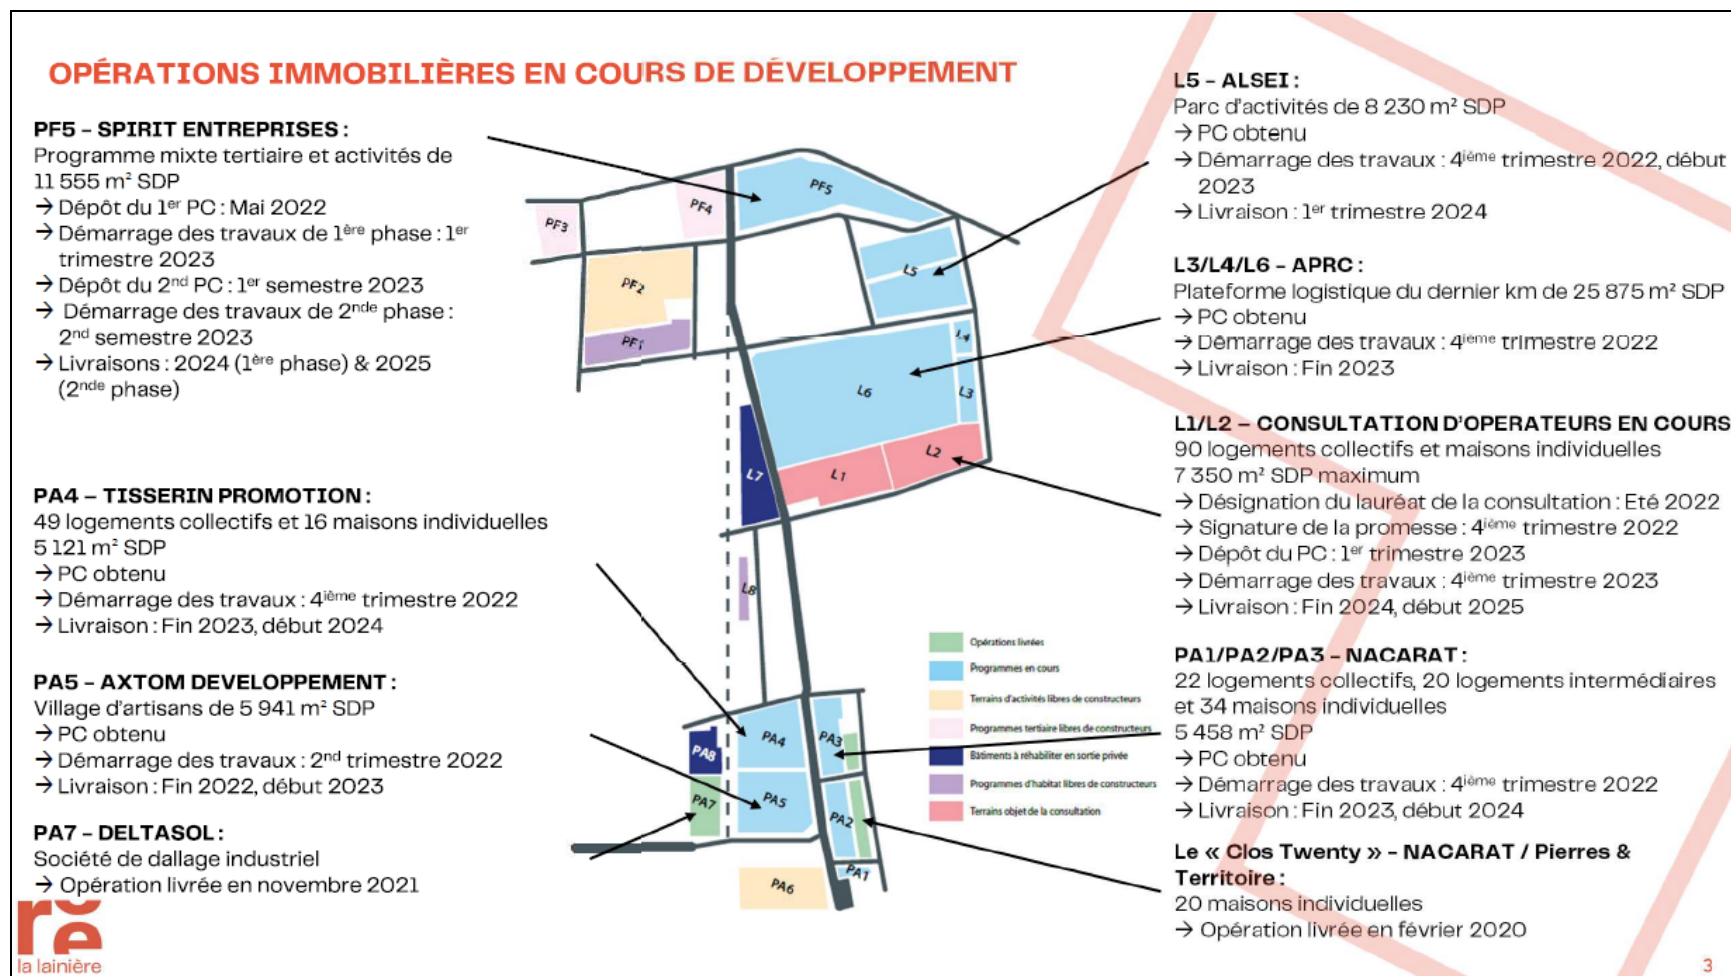 OPÉRATIONS IMMOBILIÈRES EN COURS DE DÉVELOPPEMENT
PF5 – SPIRIT ENTREPRISES :
Programme mixte tertiaire et activités de
11 555 m² SDP
→ Dépôt du 1er PC : Mai 2022
→ Démarrage des travaux de 1ère phase : 1er
trimestre 2023
→ Dépôt du 2nd PC : 1er semestre 2023
→ Démarrage des travaux de 2nde phase :
2nd semestre 2023
→ Livraisons : 2024 (1ère phase) & 2025
(2nde phase)
PA4 – TISSERIN PROMOTION :
49 logements collectifs et 16 maisons individuelles
5 121 m² SDP
→ PC obtenu
→ Démarrage des travaux : 4ième trimestre 2022
→ Livraison : Fin 2023, début 2024
PA5 – AXTOM DEVELOPPEMENT :
Village d'artisans de 5 941 m² SDP
→ PC obtenu
→ Démarrage des travaux : 2nd trimestre 2022
→ Livraison : Fin 2022, début 2023
PA7 – DELTASOL :
Société de dallage industriel
→ Opération livrée en novembre 2021
ré
la lainière
PF5
PF4
PF3
PF2
PF1
L5
L4
L6
L3
L2
L1
L7
L8
PA4
PA3
PA8
PA7
PA5
PA2
PA1
PA6
Opérations livrées
Programmes en cours
Terrains d'activités libres de constructeurs
Programmes tertiaire libres de constructeurs
Bâtiments à réhabiliter en sortie privée
Programmes d'habitat libres de constructeurs
Terrains objet de la consultation
L5 – ALSEI :
Parc d'activités de 8 230 m² SDP
→ PC obtenu
→ Démarrage des travaux : 4ième trimestre 2022, début
2023
→ Livraison : 1er trimestre 2024
L3/L4/L6 – APRC :
Plateforme logistique du dernier km de 25 875 m² SDP
→ PC obtenu
→ Démarrage des travaux : 4ième trimestre 2022
→ Livraison : Fin 2023
L1/L2 – CONSULTATION D'OPERATEURS EN COURS
90 logements collectifs et maisons individuelles
7 350 m² SDP maximum
→ Désignation du lauréat de la consultation : Eté 2022
→ Signature de la promesse : 4ième trimestre 2022
→ Dépôt du PC : 1er trimestre 2023
→ Démarrage des travaux : 4ième trimestre 2023
→ Livraison : Fin 2024, début 2025
PA1/PA2/PA3 – NACARAT :
22 logements collectifs, 20 logements intermédiaires
et 34 maisons individuelles
5 458 m² SDP
→ PC obtenu
→ Démarrage des travaux : 4ième trimestre 2022
→ Livraison : Fin 2023, début 2024
Le « Clos Twenty » – NACARAT / Pierres &
Territoire :
20 maisons individuelles
→ Opération livrée en février 2020
3